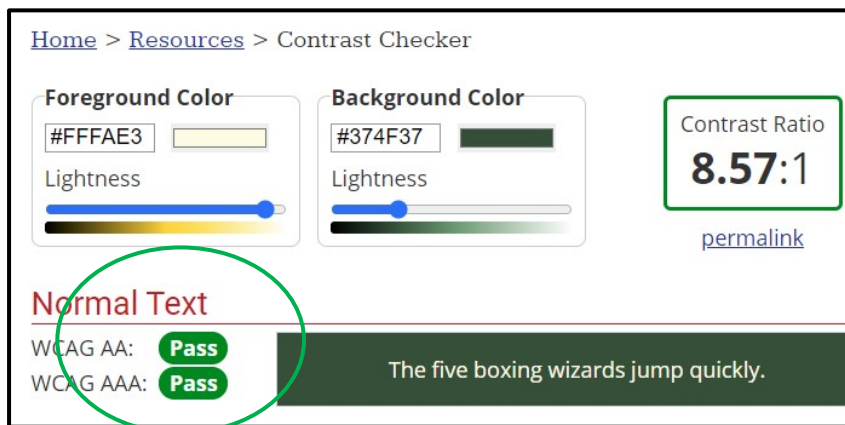 Home > Resources > Contrast Checker
Foreground Color
#FFFAE3
Lightness
Background Color
#374F37
Lightness
Contrast Ratio
8.57:1
permalink
Normal Text
WCAG AA: Pass
WCAG AAA: Pass
The five boxing wizards jump quickly.